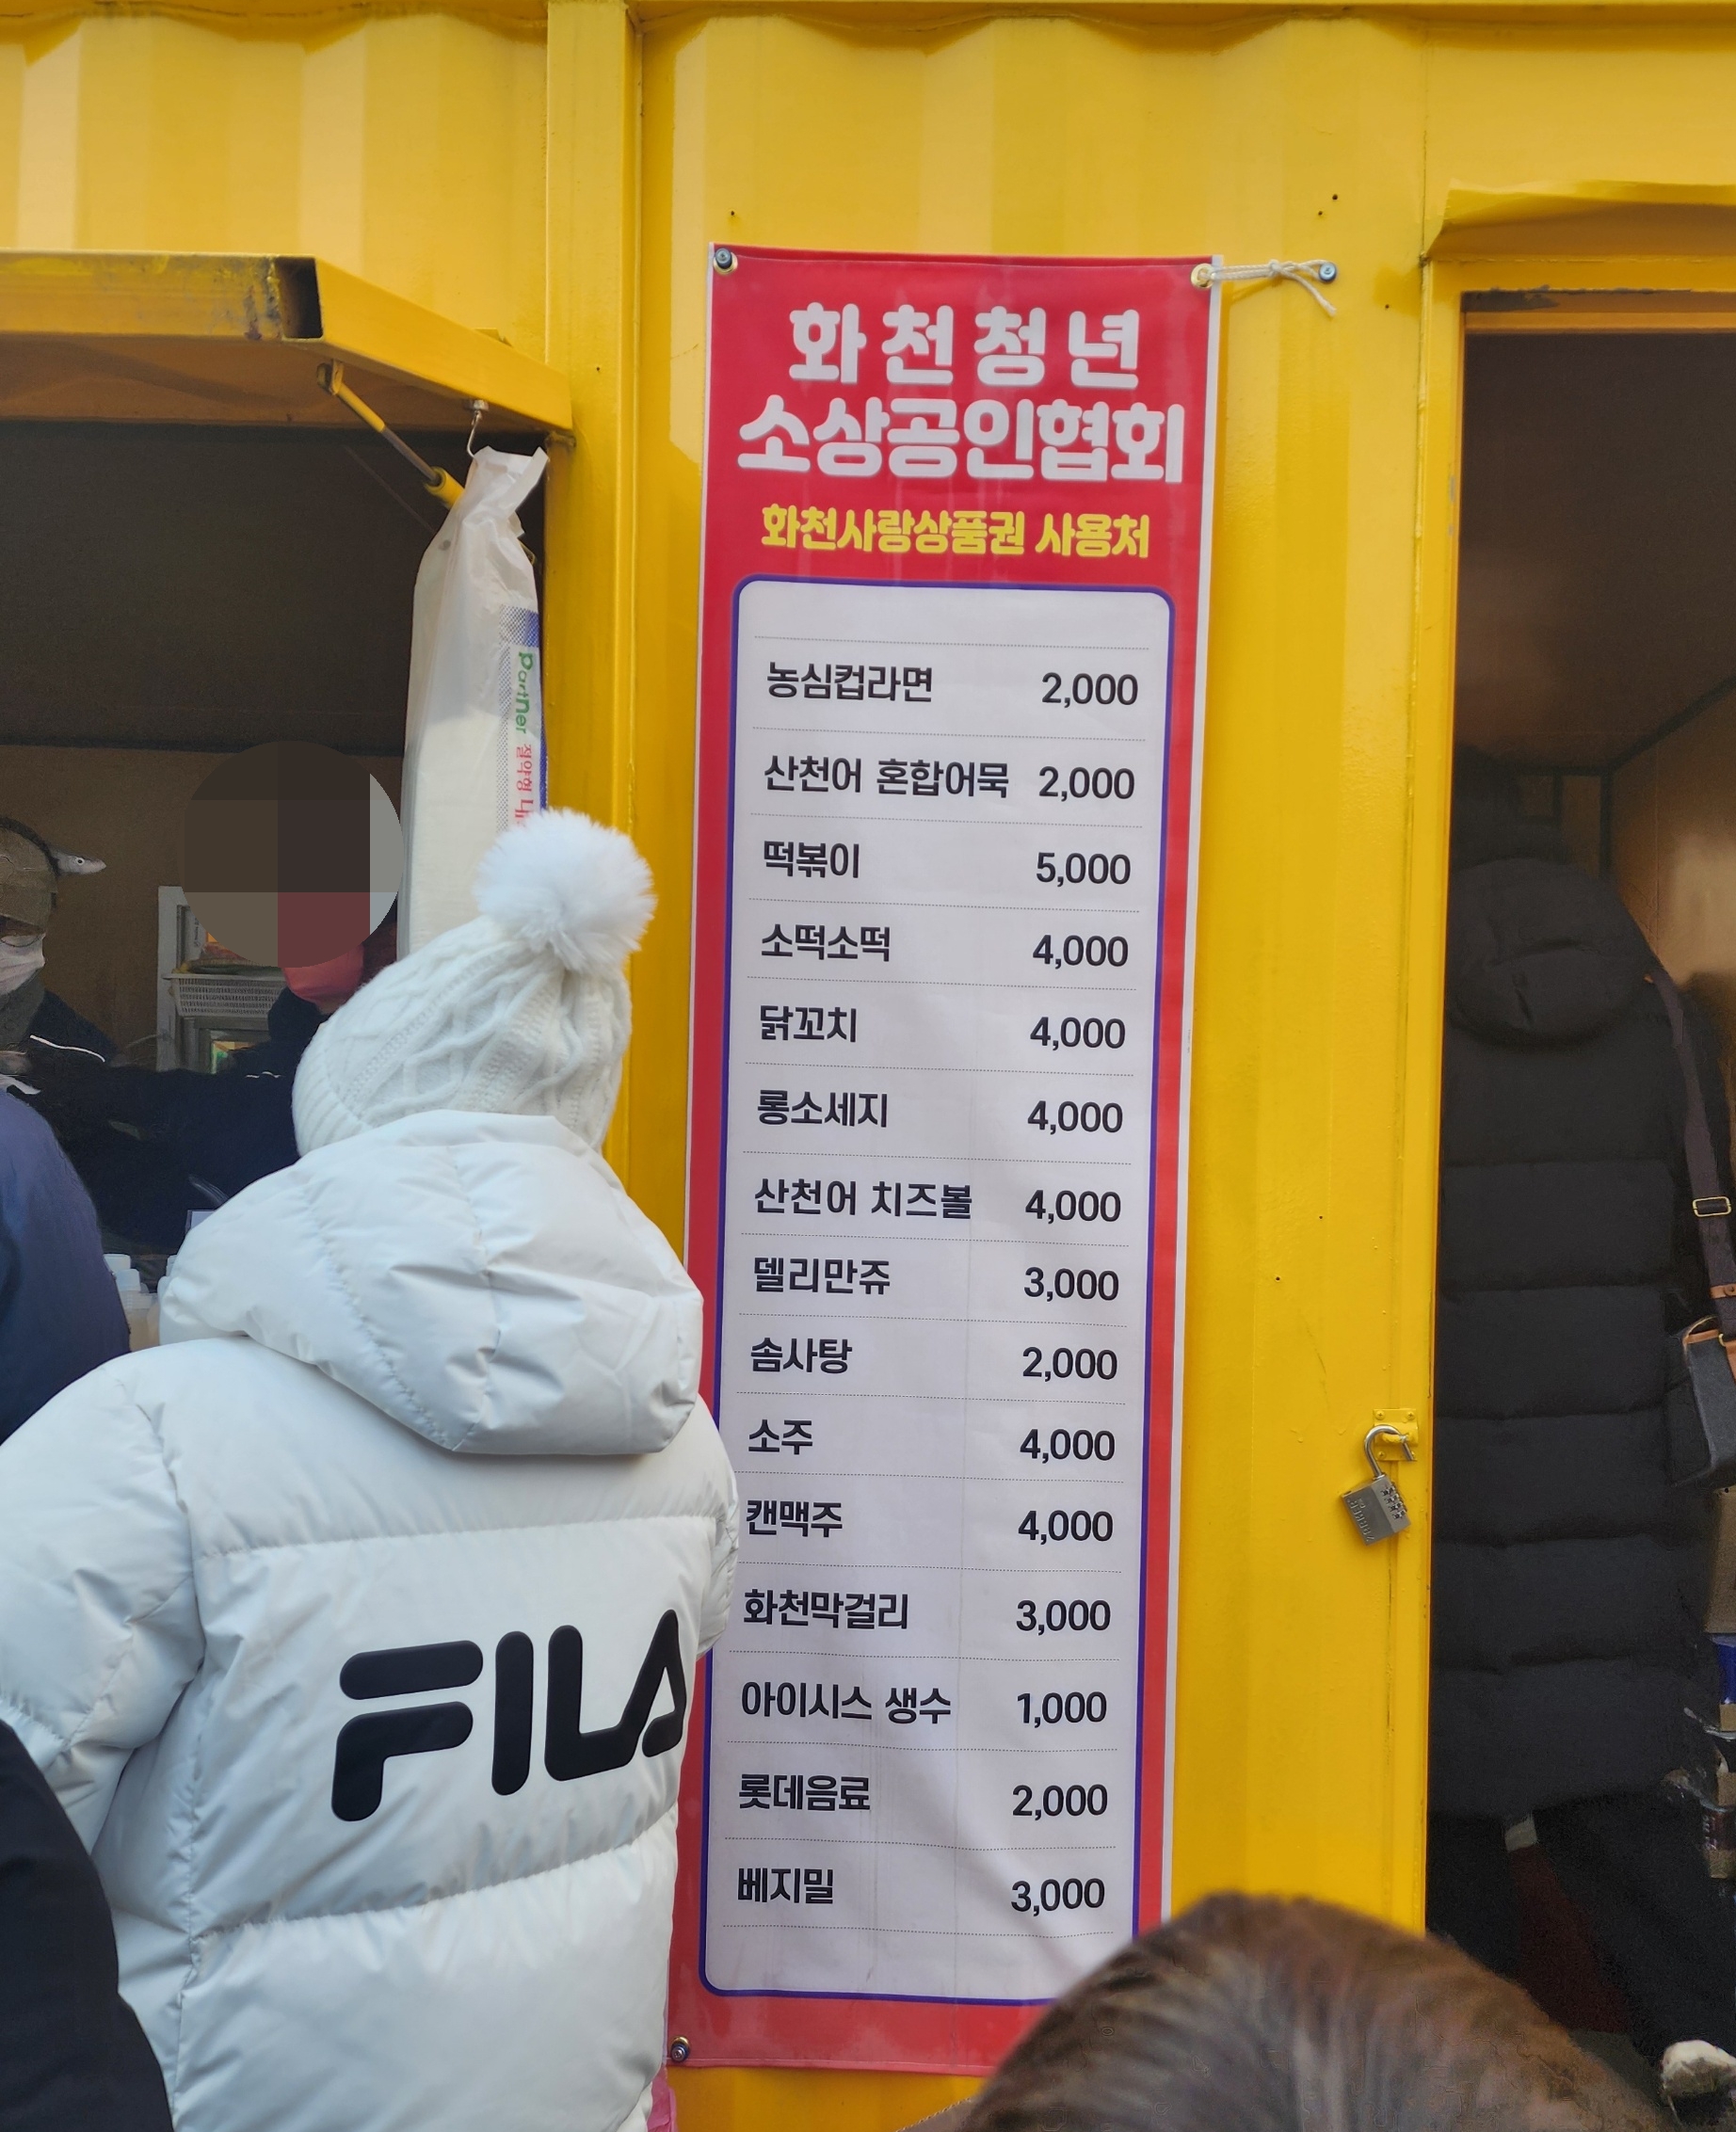 화천청년
소상공인협회
화천사랑상품권 사용처
농심컵라면 2,000
산천어 혼합어묵 2,000
떡볶이 5,000
소떡소떡 4,000
닭꼬치 4,000
롱소세지 4,000
산천어 치즈볼 4,000
델리만쥬 3,000
솜사탕 2,000
소주 4,000
캔맥주 4,000
화천막걸리 3,000
아이시스 생수 1,000
롯데음료 2,000
베지밀 3,000
Partner 절약형
FILA